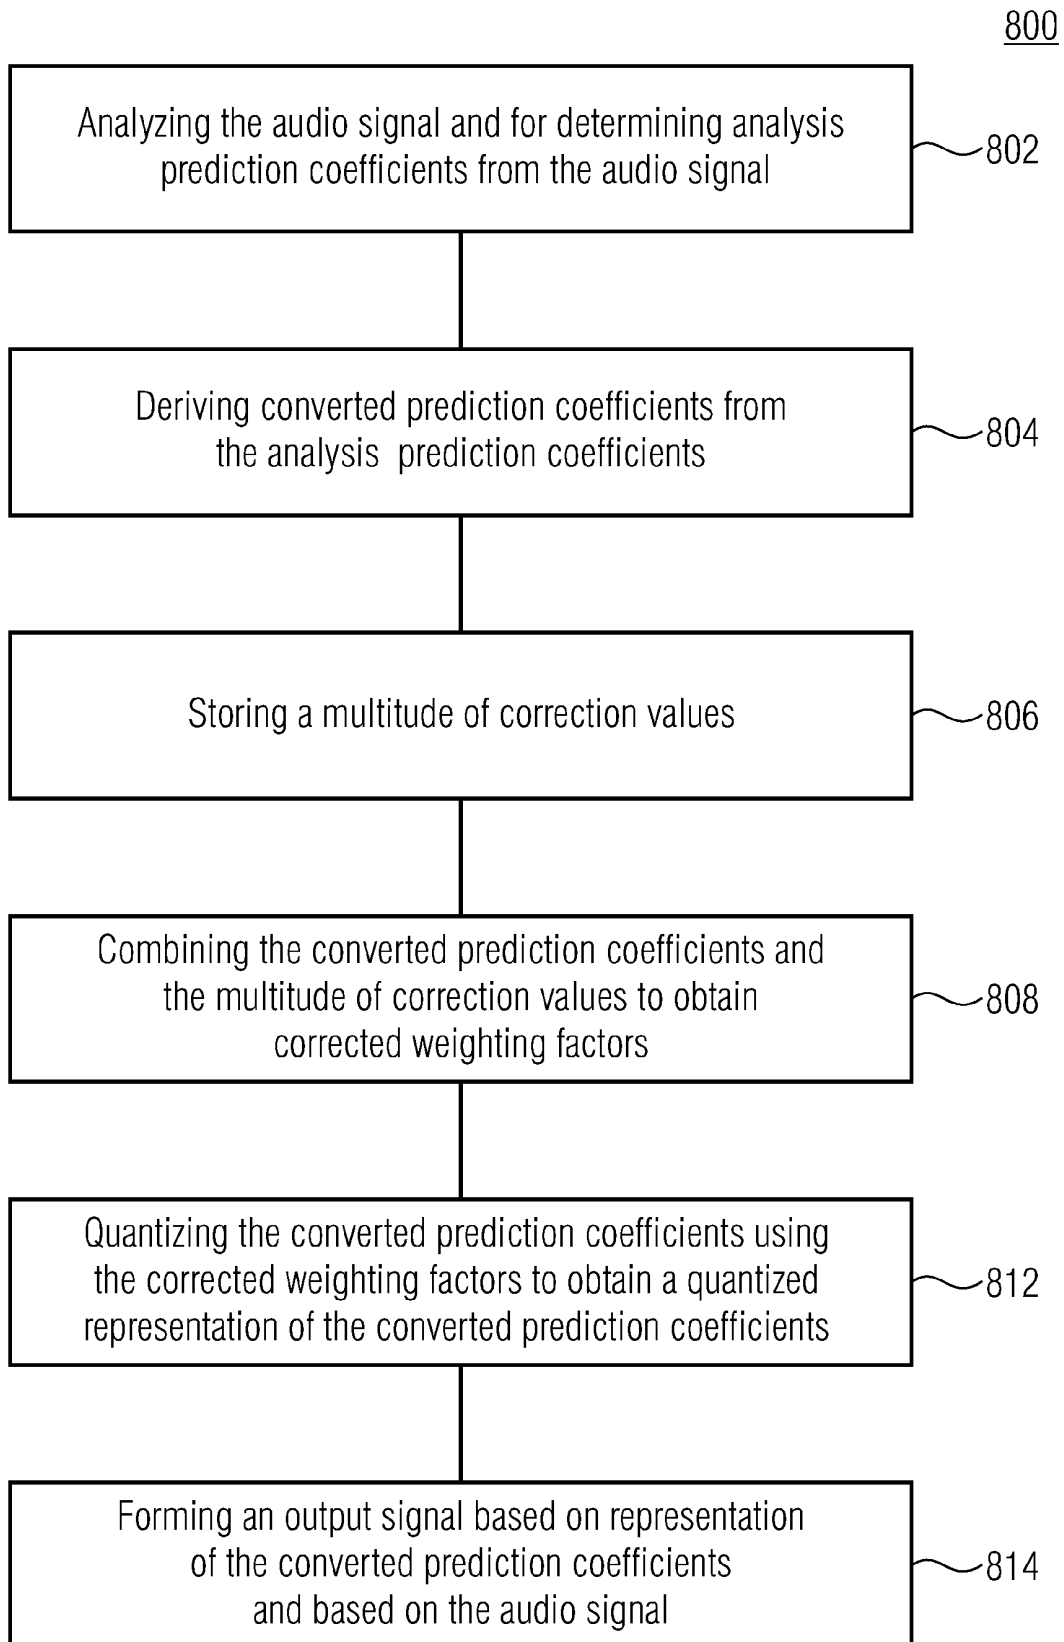 800
Analyzing the audio signal and for determining analysis
prediction coefficients from the audio signal
802
Deriving converted prediction coefficients from
the analysis prediction coefficients
804
Storing a multitude of correction values
806
Combining the converted prediction coefficients and
the multitude of correction values to obtain
corrected weighting factors
808
Quantizing the converted prediction coefficients using
the corrected weighting factors to obtain a quantized
representation of the converted prediction coefficients
812
Forming an output signal based on representation
of the converted prediction coefficients
and based on the audio signal
814